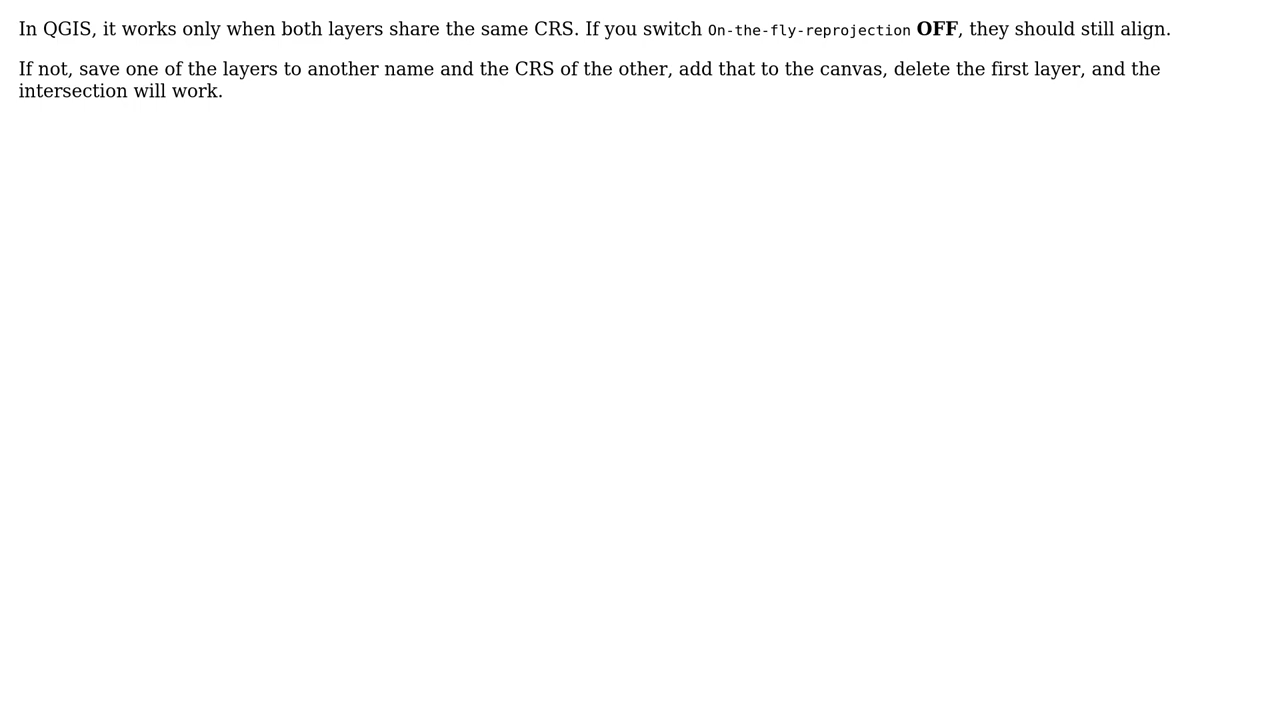 In QGIS, it works only when both layers share the same CRS. If you switch On-the-fly-reprojection OFF, they should still align.
If not, save one of the layers to another name and the CRS of the other, add that to the canvas, delete the first layer, and the
intersection will work.